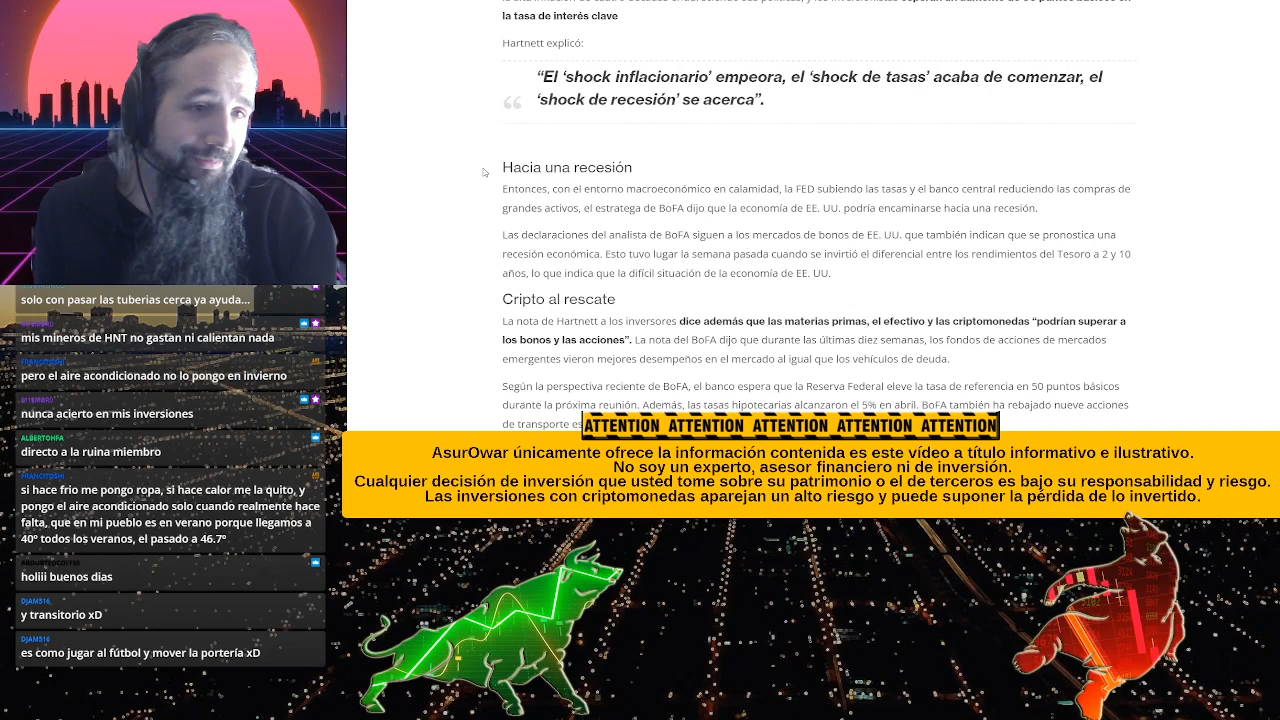 la tasa de interés clave
Hartnett explicó:
“El ‘shock inflacionario’ empeora, el ‘shock de tasas’ acaba de comenzar, el
‘shock de recesión’ se acerca”.
Hacia una recesión
Entonces, con el entorno macroeconómico en calamidad, la FED subiendo las tasas y el banco central reduciendo las compras de
grandes activos, el estratega de BoFA dijo que la economía de EE. UU. podría encaminarse hacia una recesión.
Las declaraciones del analista de BoFA siguen a los mercados de bonos de EE. UU. que también indican que se pronostica una
recesión económica. Esto tuvo lugar la semana pasada cuando se invirtió el diferencial entre los rendimientos del Tesoro a 2 y 10
años, lo que indica que la difícil situación de la economía de EE. UU.
Cripto al rescate
La nota de Hartnett a los inversores dice además que las materias primas, el efectivo y las criptomonedas “podrían superar a
los bonos y las acciones”. La nota del BoFA dijo que durante las últimas diez semanas, los fondos de acciones de mercados
emergentes vieron mejores desempeños en el mercado al igual que los vehículos de deuda.
Según la perspectiva reciente de BoFA, el banco espera que la Reserva Federal eleve la tasa de referencia en 50 puntos básicos
durante la próxima reunión. Además, las tasas hipotecarias alcanzaron el 5% en abril. BoFA también ha rebajado nueve acciones
de transporte
ATTENTION ATTENTION ATTENTION ATTENTION ATTENTION
AsurOwar únicamente ofrece la información contenida es este vídeo a título informativo e ilustrativo.
No soy un experto, asesor financiero ni de inversión.
Cualquier decisión de inversión que usted tome sobre su patrimonio o el de terceros es bajo su responsabilidad y riesgo.
Las inversiones con criptomonedas aparejan un alto riesgo y puede suponer la pérdida de lo invertido.
solo con pasar las tuberias cerca ya ayuda...
mis mineros de HNT no gastan ni calientan nada
FRANCITOSHI
pero el aire acondicionado no lo pongo en invierno
nunca acierto en mis inversiones
ALBERTOHFA
directo a la ruina miembro
FRANCITOSHI
si hace frio me pongo ropa, si hace calor me la quito, y
pongo el aire acondicionado solo cuando realmente hace
falta, que en mi pueblo es en verano porque llegamos a
40º todos los veranos, el pasado a 46.7º
holiii buenos dias
DJAM516
y transitorio xD
DJAM516
es como jugar al fútbol y mover la portería xD